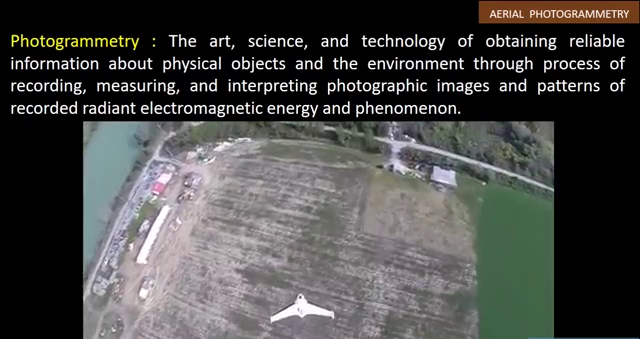 AERIAL PHOTOGRAMMETRY
Photogrammetry : The art, science, and technology of obtaining reliable
information about physical objects and the environment through process of
recording, measuring, and interpreting photographic images and patterns of
recorded radiant electromagnetic energy and phenomenon.